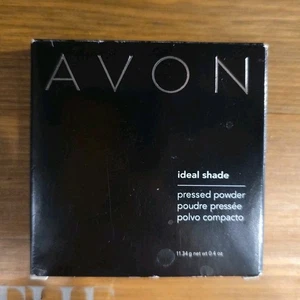 AVON
ideal shade
pressed powder
poudre pressée
polvo compacto
11.34 g net wt 0.4 oz.